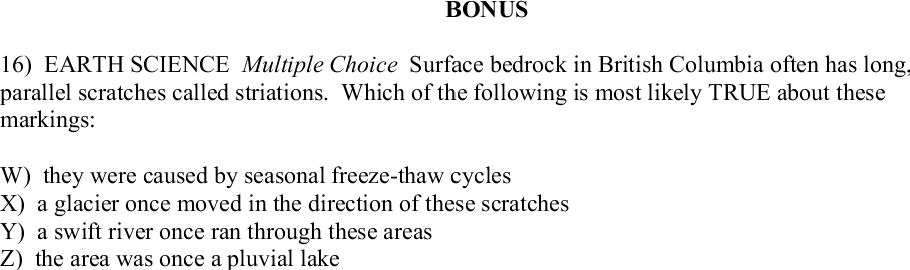 BONUS
16)  EARTH SCIENCE  Multiple Choice  Surface bedrock in British Columbia often has long,
parallel scratches called striations.  Which of the following is most likely TRUE about these
markings:
W)  they were caused by seasonal freeze-thaw cycles
X)  a glacier once moved in the direction of these scratches
Y)  a swift river once ran through these areas
Z)  the area was once a pluvial lake